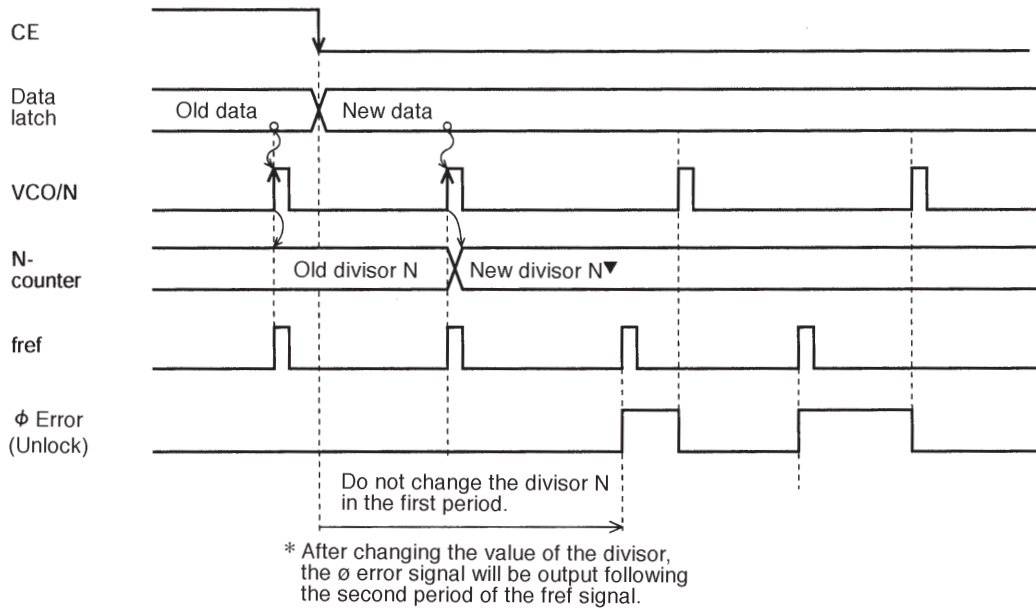 CE
Data
latch
Old data
New data
VCO/N
N-
counter
Old divisor N
New divisor N▼
fref
ϕ Error
(Unlock)
Do not change the divisor N
in the first period.
* After changing the value of the divisor,
the ø error signal will be output following
the second period of the fref signal.